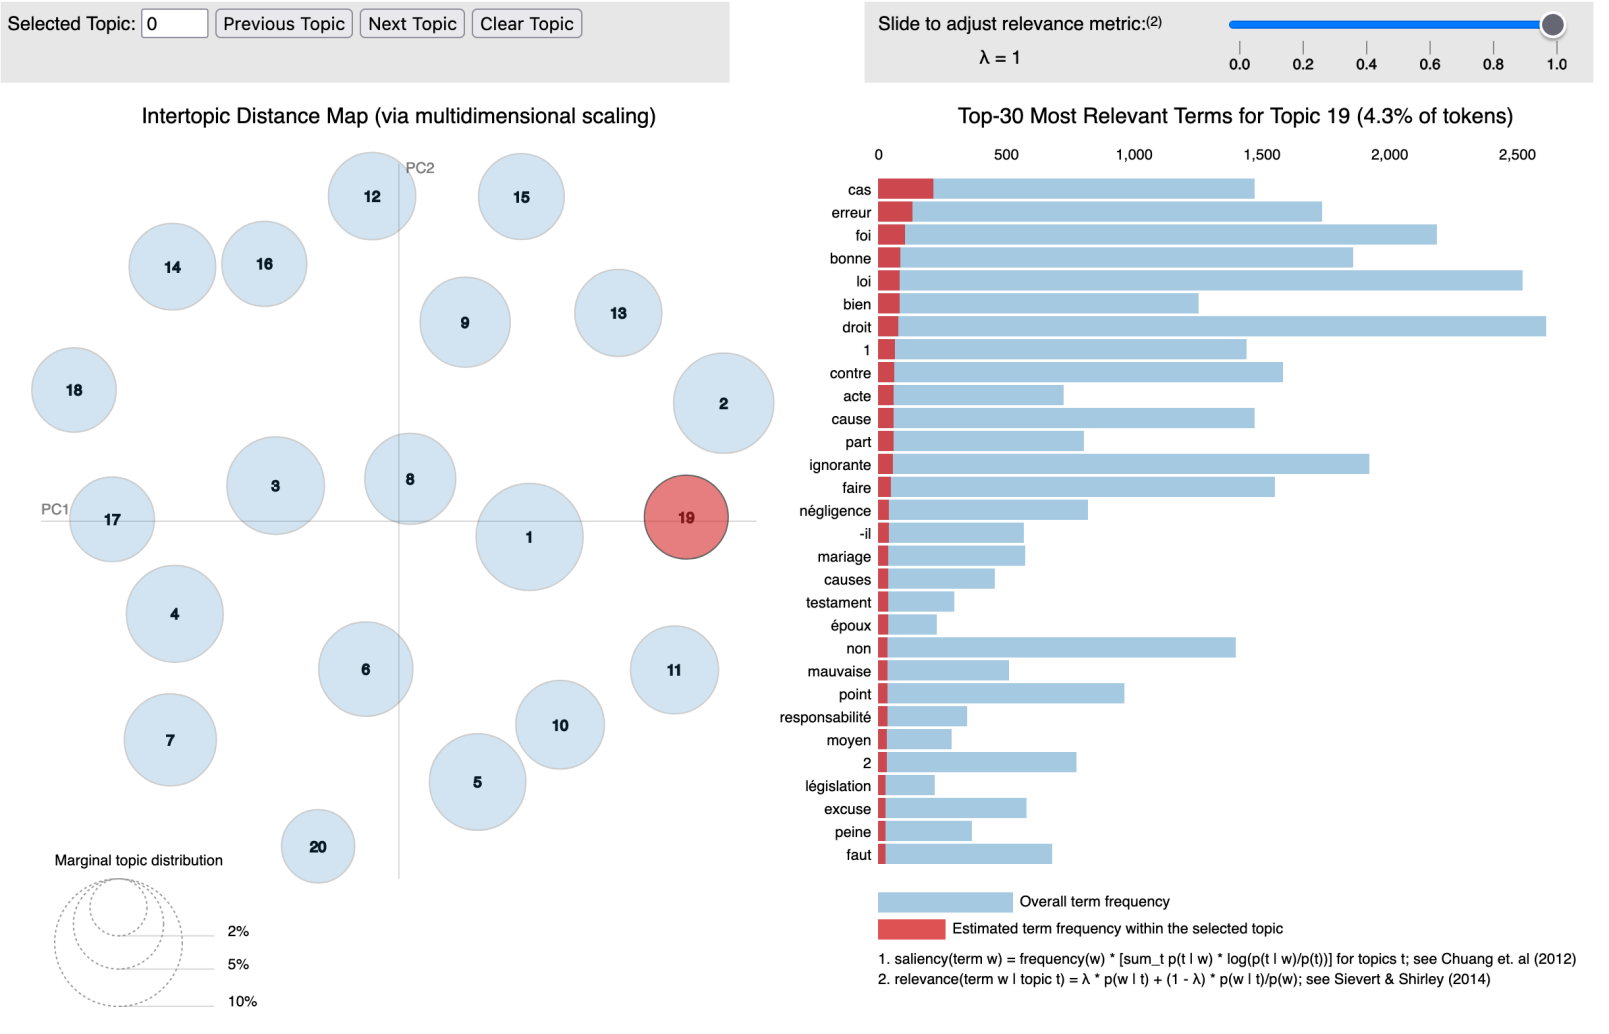 Selected Topic: 0 Previous Topic Next Topic Clear Topic
Slide to adjust relevance metric:(2)
λ = 1
0.0 0.2 0.4 0.6 0.8 1.0
Intertopic Distance Map (via multidimensional scaling)
PC2
PC1
12
15
14
16
9
13
18
2
3
8
17
1
19
4
6
11
10
7
5
20
Marginal topic distribution
2%
5%
10%
Top-30 Most Relevant Terms for Topic 19 (4.3% of tokens)
0 500 1,000 1,500 2,000 2,500
cas
erreur
foi
bonne
loi
bien
droit
1
contre
acte
cause
part
ignorante
faire
négligence
-il
mariage
causes
testament
époux
non
mauvaise
point
responsabilité
moyen
2
législation
excuse
peine
faut
Overall term frequency
Estimated term frequency within the selected topic
1. saliency(term w) = frequency(w) * [sum_t p(t | w) * log(p(t | w)/p(t))] for topics t; see Chuang et. al (2012)
2. relevance(term w | topic t) = λ * p(w | t) + (1 - λ) * p(w | t)/p(w); see Sievert & Shirley (2014)